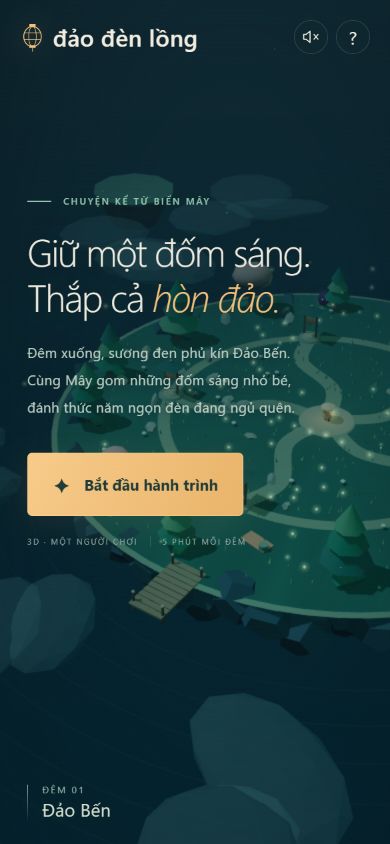 đảo đèn lồng
?
CHUYỆN KỂ TỪ BIỂN MÂY
Giữ một đốm sáng.
Thắp cả hòn đảo.
Đêm xuống, sương đen phủ kín Đảo Bến.
Cùng Mây gom những đốm sáng nhỏ bé,
đánh thức năm ngọn đèn đang ngủ quên.
Bắt đầu hành trình
3D · MỘT NGƯỜI CHƠI
5 PHÚT MỖI ĐÊM
ĐÊM 01
Đảo Bến